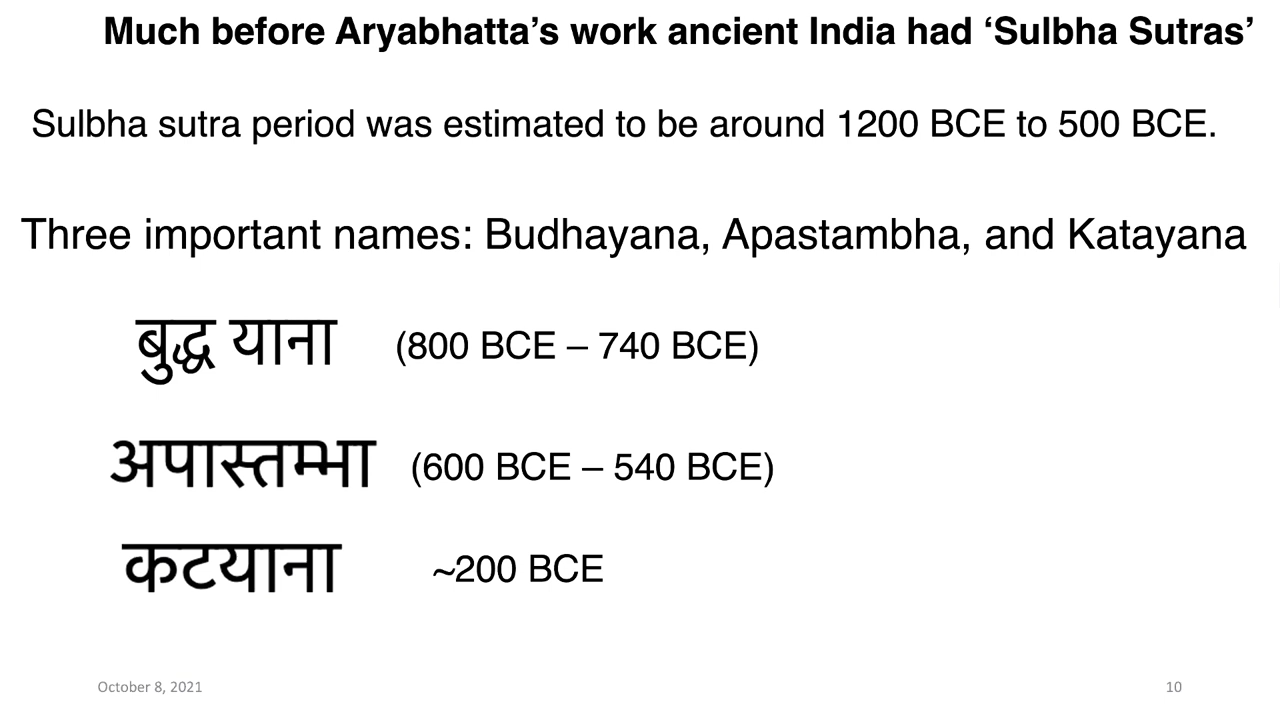 Much before Aryabhatta’s work ancient India had ‘Sulbha Sutras’
Sulbha sutra period was estimated to be around 1200 BCE to 500 BCE.
Three important names: Budhayana, Apastambha, and Katayana
बुद्ध याना (800 BCE – 740 BCE)
अपास्तम्भा (600 BCE – 540 BCE)
कटयाना ~200 BCE
October 8, 2021 10